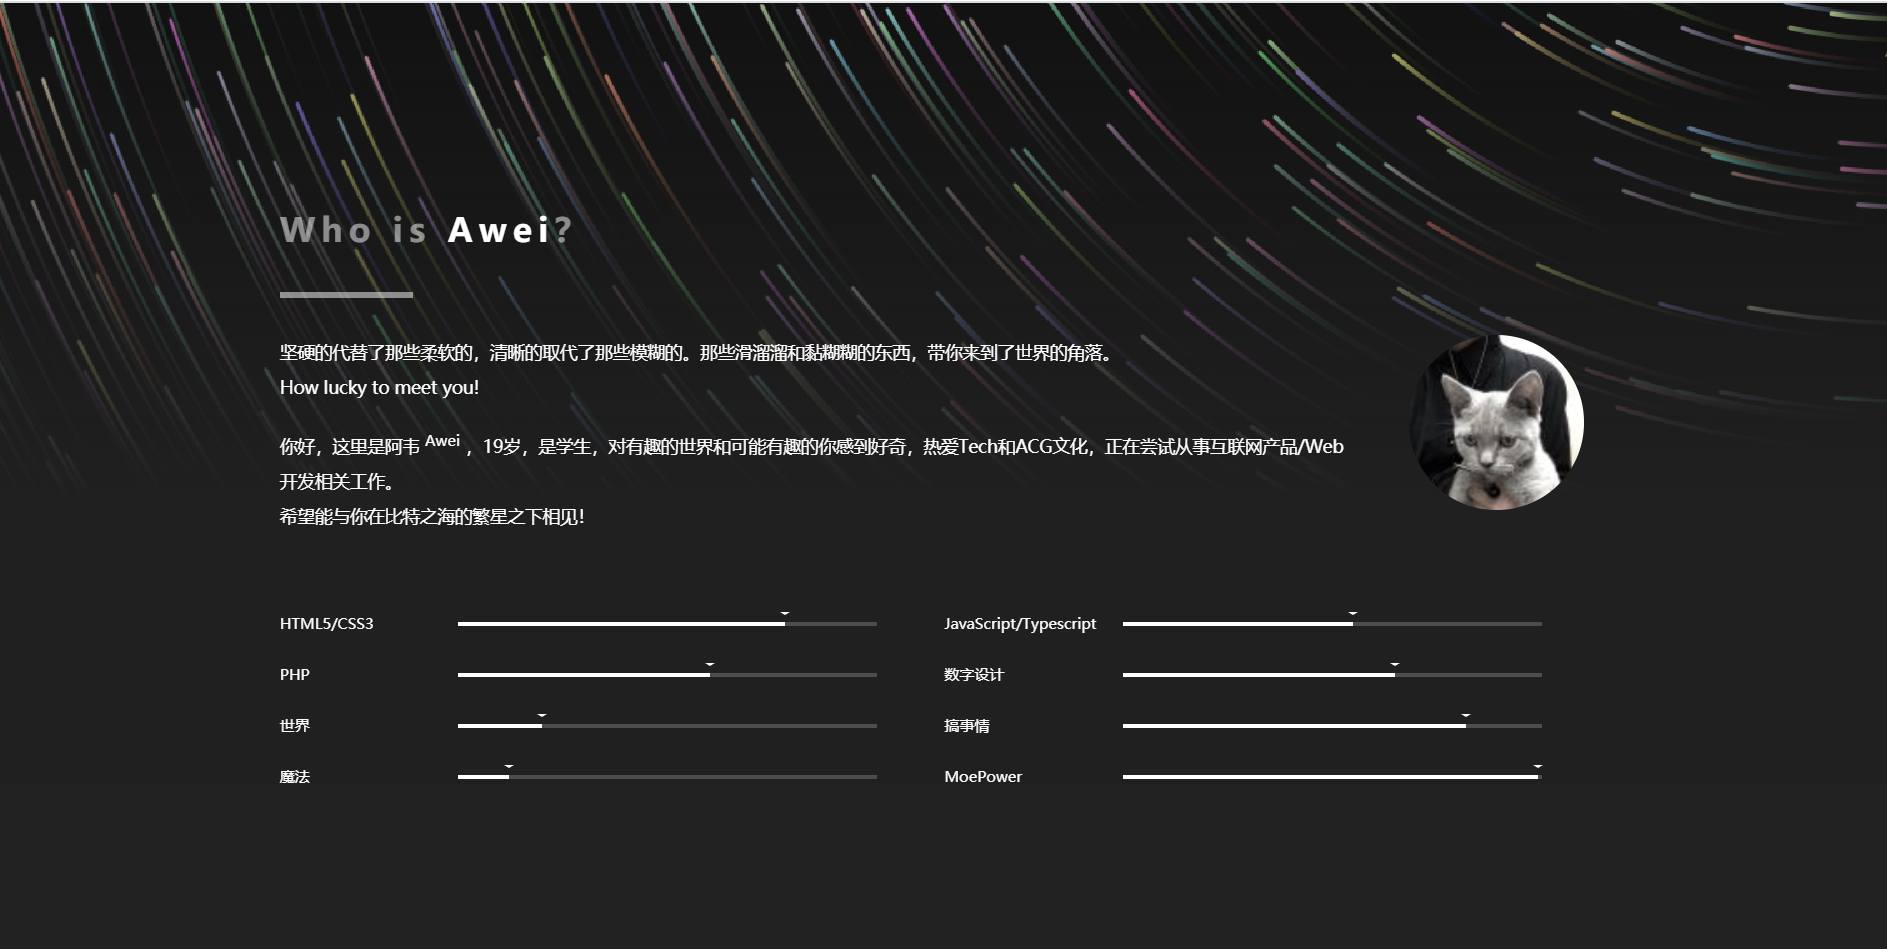 Who is Awei?
坚硬的代替了那些柔软的，清晰的取代了那些模糊的。那些滑溜溜和黏糊糊的东西，带你来到了世界的角落。
How lucky to meet you!
你好，这里是阿韦 Awei ，19岁，是学生，对有趣的世界和可能有趣的你感到好奇，热爱Tech和ACG文化，正在尝试从事互联网产品/Web
开发相关工作。
希望能与你在比特之海的繁星之下相见！
HTML5/CSS3
JavaScript/Typescript
PHP
数字设计
世界
搞事情
魔法
MoePower